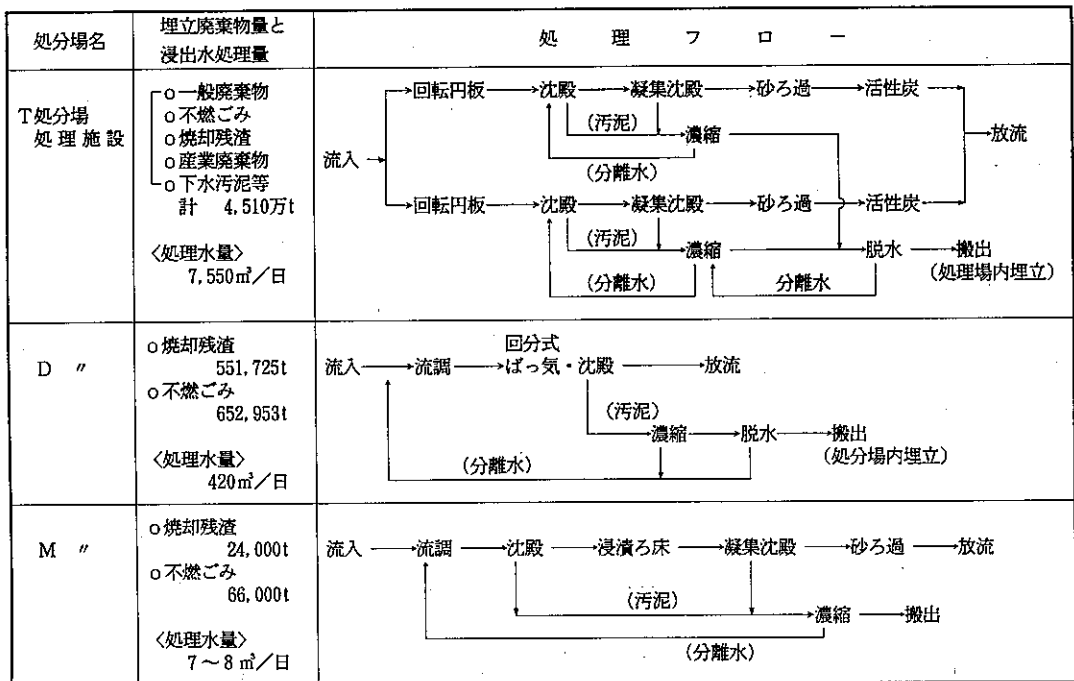 処分場名
埋立廃棄物量と
浸出水処理量
処理フロー
T処分場
処理施設
o一般廃棄物
o不燃ごみ
o焼却残渣
o産業廃棄物
o下水汚泥等
計 4,510万t
〈処理水量〉
7,550㎥/日
流入
回転円板 沈殿 凝集沈殿 砂ろ過 活性炭
(汚泥)
濃縮
(分離水)
放流
回転円板 沈殿 凝集沈殿 砂ろ過 活性炭
(汚泥)
濃縮 脱水 搬出
(処理場内埋立)
(分離水) 分離水
D 〃
o焼却残渣
551,725t
o不燃ごみ
652,953t
〈処理水量〉
420㎥/日
回分式
流入 流調 ばっ気・沈殿 放流
(汚泥)
濃縮 脱水 搬出
(処分場内埋立)
(分離水)
M 〃
o焼却残渣
24,000t
o不燃ごみ
66,000t
〈処理水量〉
7~8㎥/日
流入 流調 沈殿 浸漬ろ床 凝集沈殿 砂ろ過 放流
(汚泥)
濃縮 搬出
(分離水)